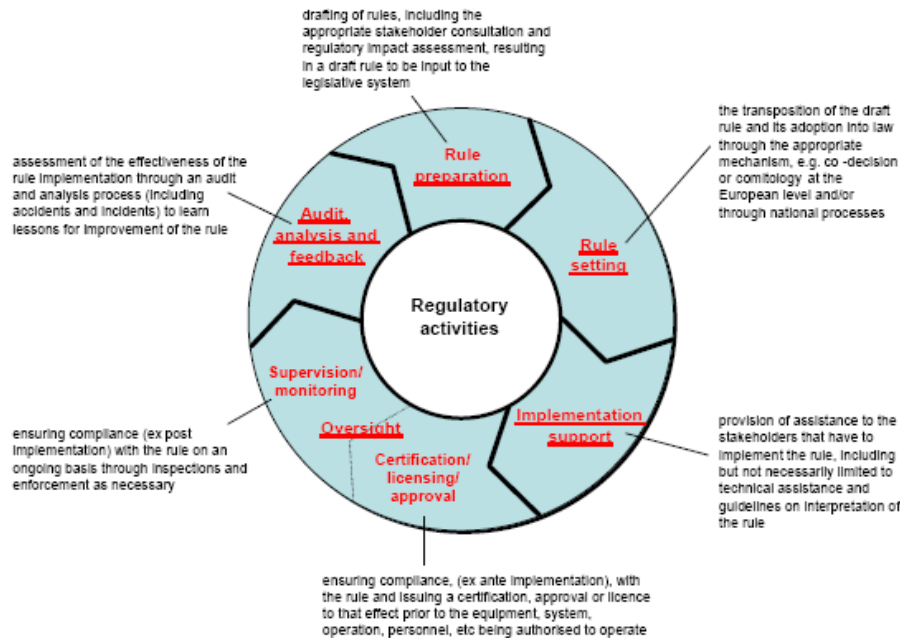 drafting of rules, including the
appropriate stakeholder consultation and
regulatory impact assessment, resulting
in a draft rule to be input to the
legislative system
Rule
preparation
the transposition of the draft
rule and its adoption into law
through the appropriate
mechanism, e.g. co -decision
or comitology at the
European level and/or
through national processes
Rule
setting
provision of assistance to the
stakeholders that have to
implement the rule, including
but not necessarily limited to
technical assistance and
guidelines on interpretation of
the rule
Implementation
support
Oversight
Certification/
licensing/
approval
ensuring compliance, (ex ante implementation), with
the rule and issuing a certification, approval or licence
to that effect prior to the equipment, system,
operation, personnel, etc being authorised to operate
Supervision/
monitoring
ensuring compliance (ex post
implementation) with the rule on an
ongoing basis through inspections and
enforcement as necessary
Audit,
analysis and
feedback
assessment of the effectiveness of the
rule implementation through an audit
and analysis process (including
accidents and incidents) to learn
lessons for improvement of the rule
Regulatory
activities